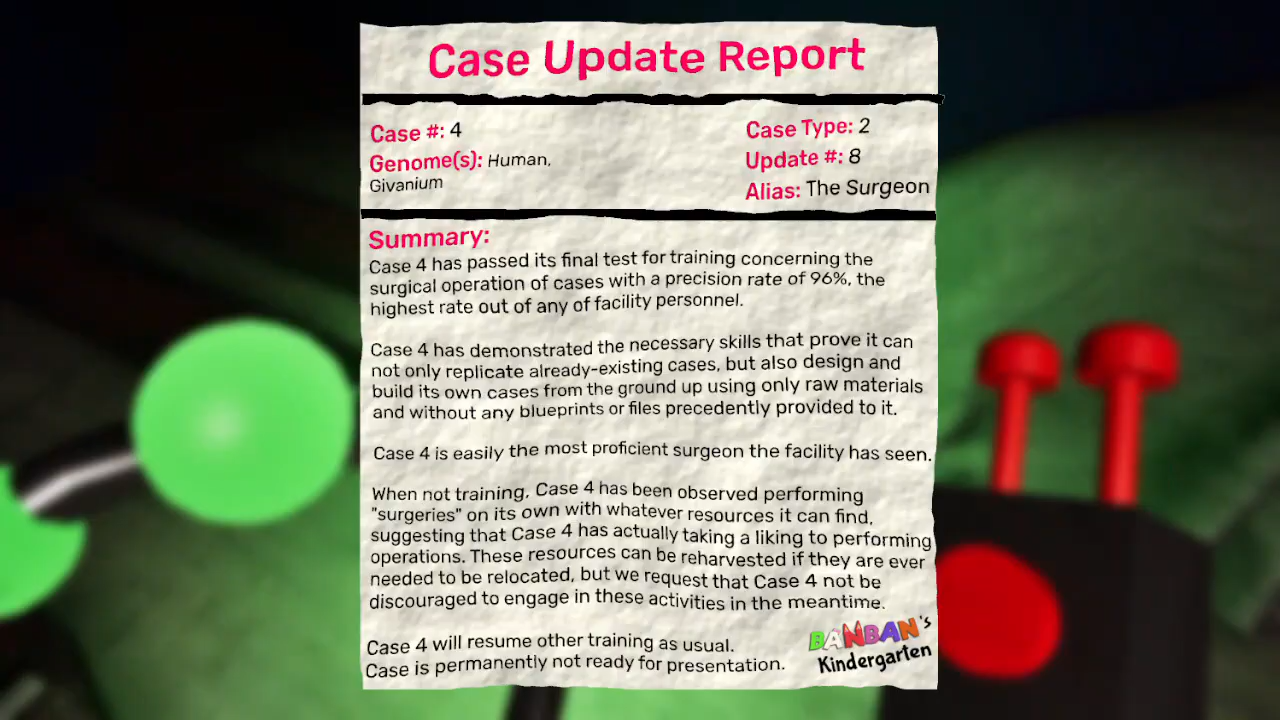 Case Update Report
Case #: 4
Genome(s): Human,
Givanium
Case Type: 2
Update #: 8
Alias: The Surgeon
Summary:
Case 4 has passed its final test for training concerning the
surgical operation of cases with a precision rate of 96%, the
highest rate out of any of facility personnel.
Case 4 has demonstrated the necessary skills that prove it can
not only replicate already-existing cases, but also design and
build its own cases from the ground up using only raw materials
and without any blueprints or files precedently provided to it.
Case 4 is easily the most proficient surgeon the facility has seen.
When not training, Case 4 has been observed performing
"surgeries" on its own with whatever resources it can find,
suggesting that Case 4 has actually taking a liking to performing
operations. These resources can be reharvested if they are ever
needed to be relocated, but we request that Case 4 not be
discouraged to engage in these activities in the meantime.
Case 4 will resume other training as usual.
Case is permanently not ready for presentation.
BANBAN's
Kindergarten